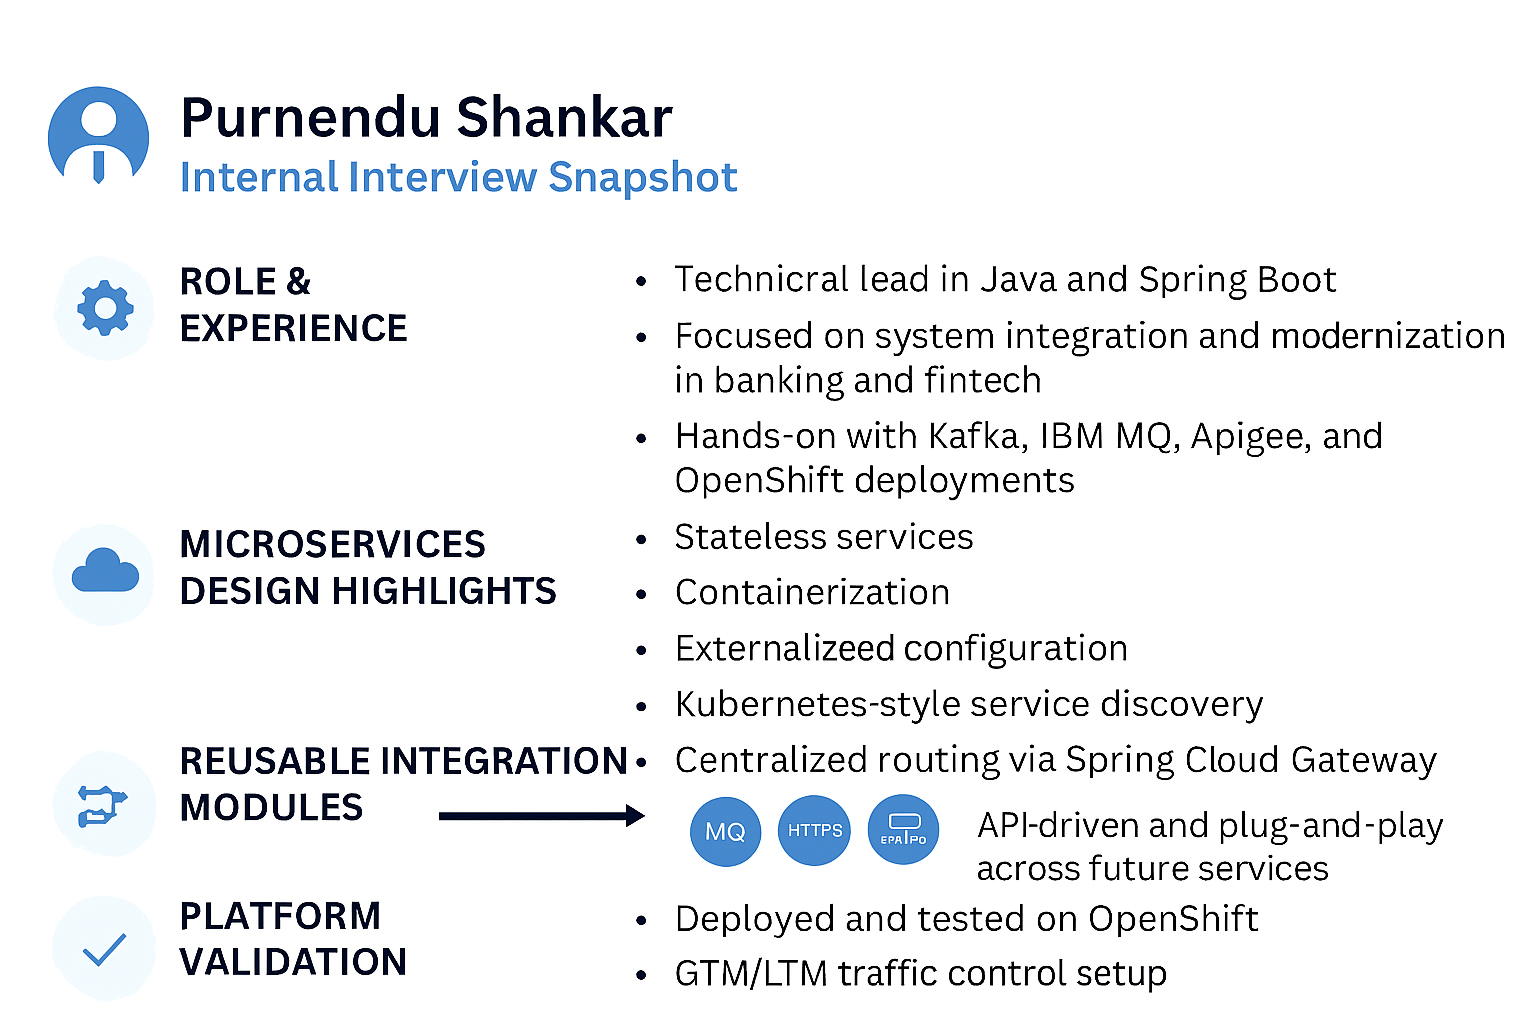 Purnendu Shankar
Internal Interview Snapshot
ROLE &
EXPERIENCE
• Technicral lead in Java and Spring Boot
• Focused on system integration and modernization
in banking and fintech
• Hands-on with Kafka, IBM MQ, Apigee, and
OpenShift deployments
MICROSERVICES
DESIGN HIGHLIGHTS
• Stateless services
• Containerization
• Externalizeed configuration
• Kubernetes-style service discovery
REUSABLE INTEGRATION
MODULES
• Centralized routing via Spring Cloud Gateway
MQ
HTTPS
API-driven and plug-and-play
across future services
PLATFORM
VALIDATION
• Deployed and tested on OpenShift
• GTM/LTM traffic control setup